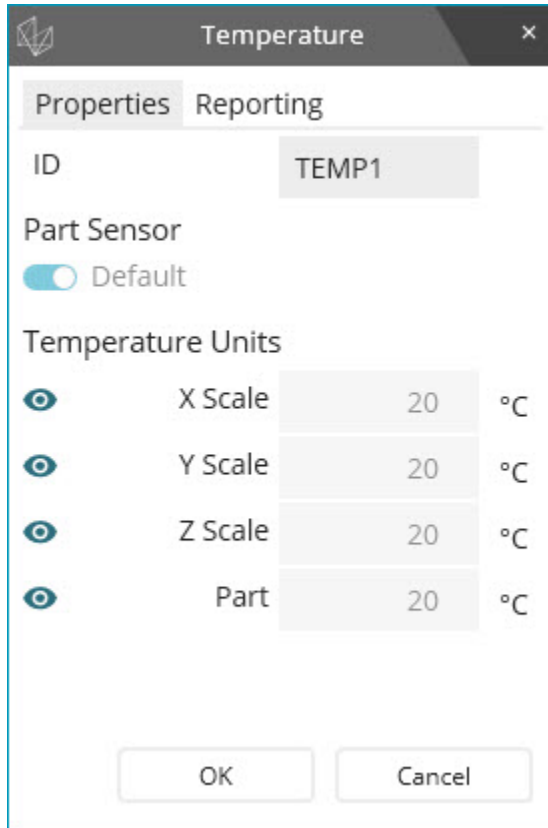 Temperature ×
Properties Reporting
ID TEMP1
Part Sensor
Default
Temperature Units
X Scale 20 °C
Y Scale 20 °C
Z Scale 20 °C
Part 20 °C
OK Cancel